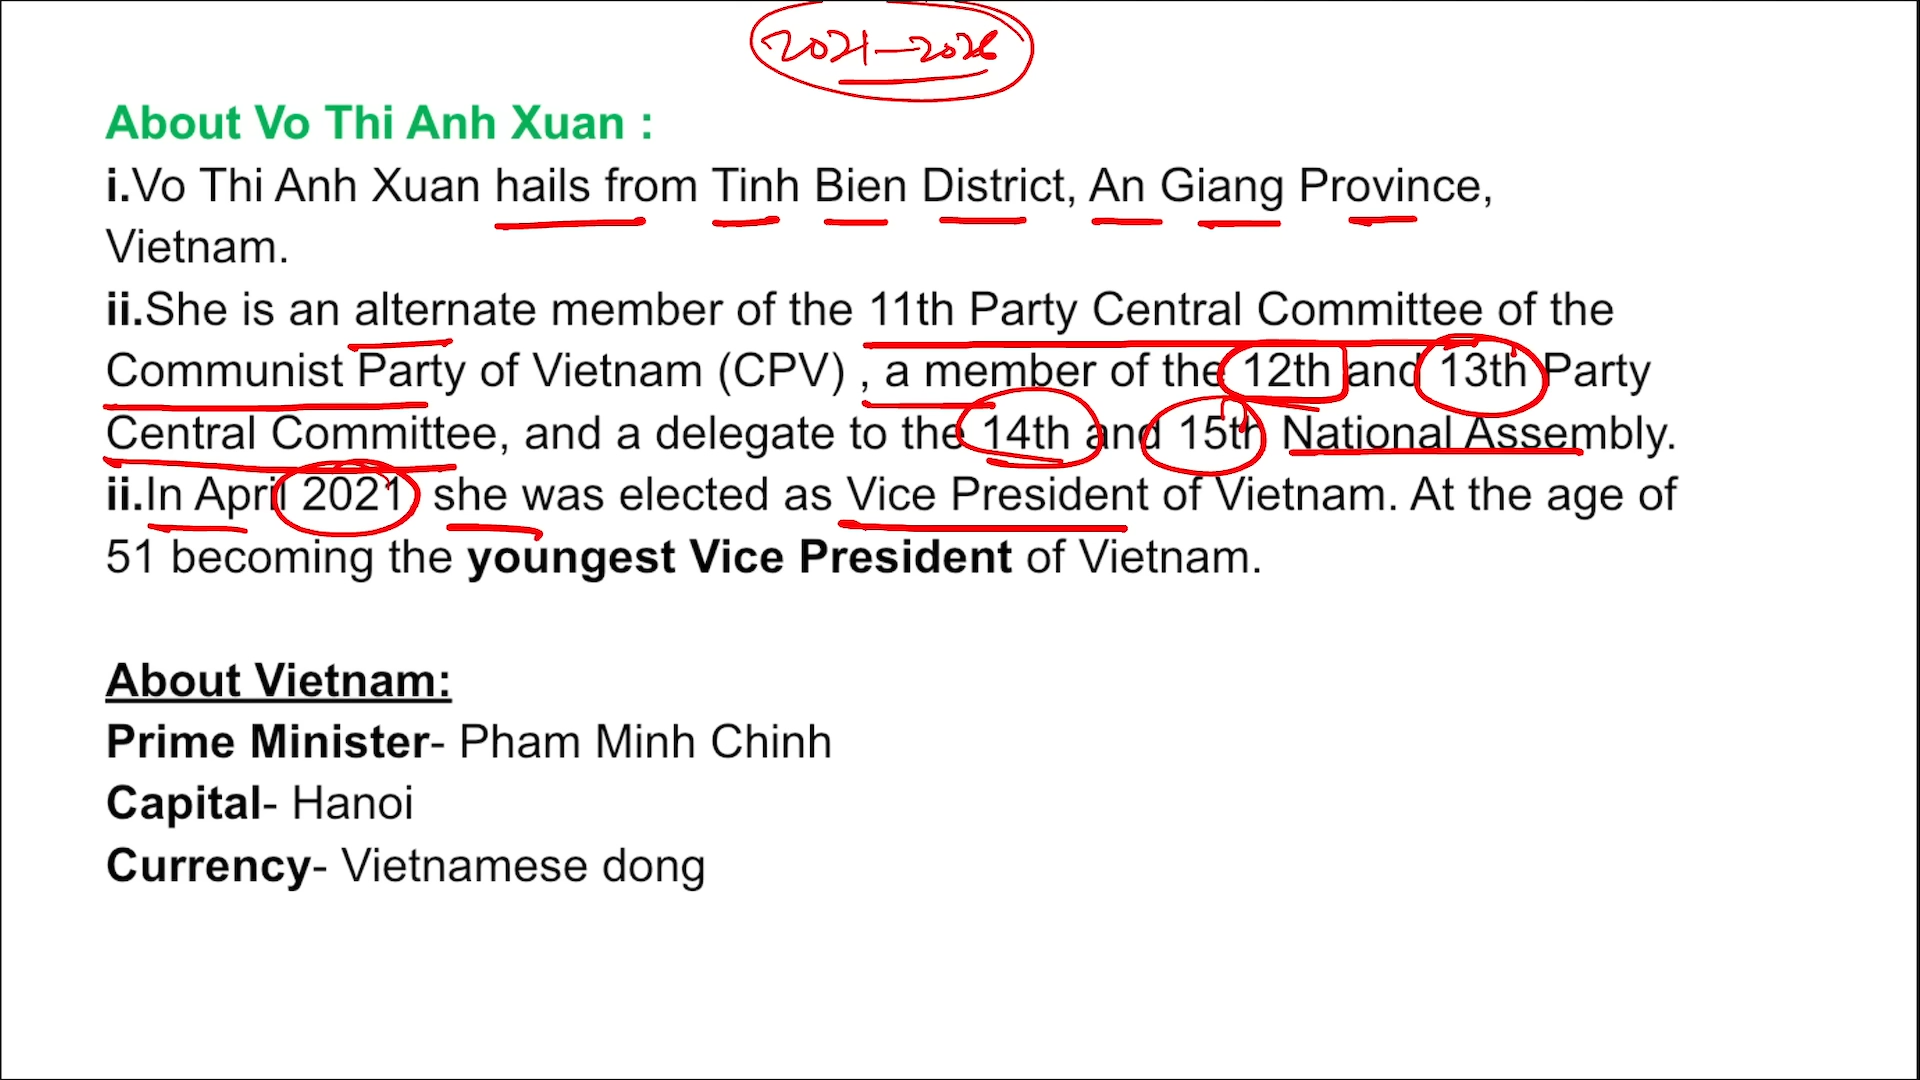 2021-2026
About Vo Thi Anh Xuan :
i.Vo Thi Anh Xuan hails from Tinh Bien District, An Giang Province,
Vietnam.
ii.She is an alternate member of the 11th Party Central Committee of the
Communist Party of Vietnam (CPV) , a member of the 12th and 13th Party
Central Committee, and a delegate to the 14th and 15th National Assembly.
ii.In April 2021 she was elected as Vice President of Vietnam. At the age of
51 becoming the youngest Vice President of Vietnam.
About Vietnam:
Prime Minister- Pham Minh Chinh
Capital- Hanoi
Currency- Vietnamese dong